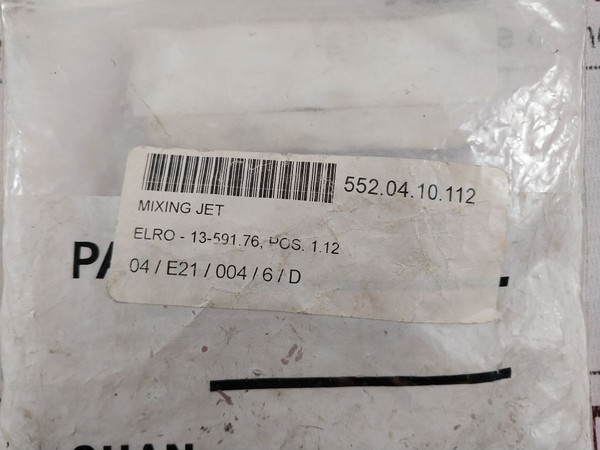 552.04.10.112
MIXING JET
ELRO - 13-591.76, POS. 1.12
04 / E21 / 004 / 6 / D